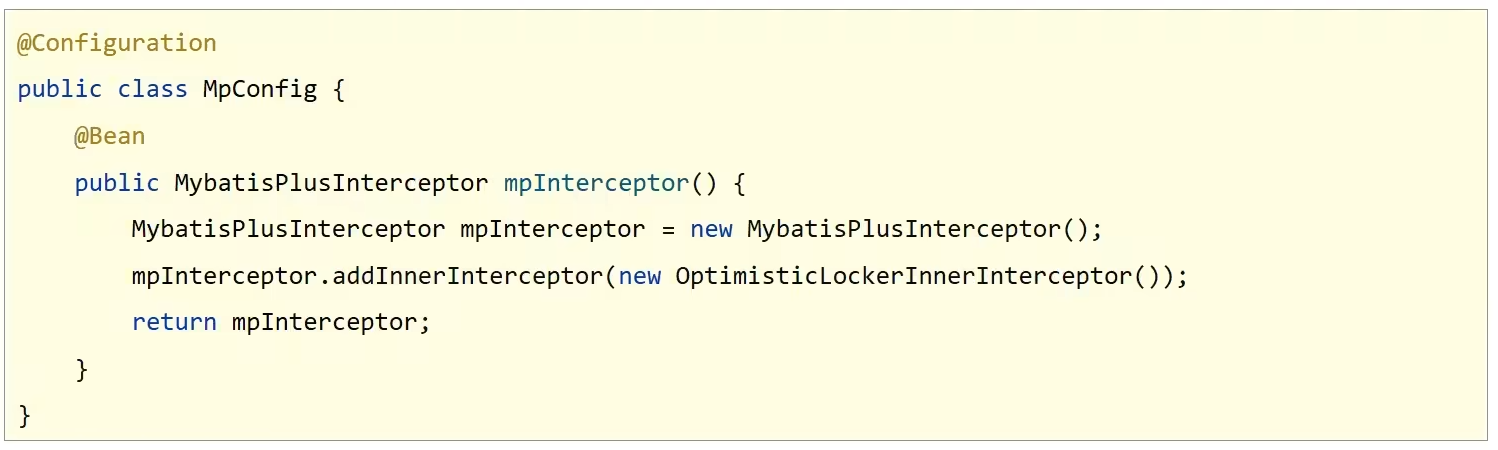 @Configuration
public class MpConfig {
    @Bean
    public MybatisPlusInterceptor mpInterceptor() {
        MybatisPlusInterceptor mpInterceptor = new MybatisPlusInterceptor();
        mpInterceptor.addInnerInterceptor(new OptimisticLockerInnerInterceptor());
        return mpInterceptor;
    }
}